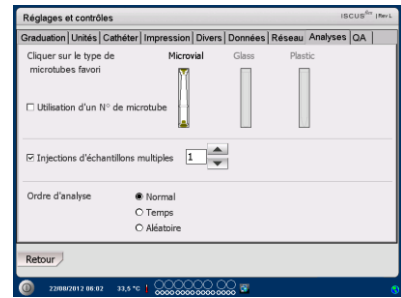 Réglages et contrôles ISCUSflex | Rev L
Graduation Unités Cathéter Impression Divers Données Réseau Analyses QA
Cliquer sur le type de microtubes favori
Microvial Glass Plastic
Utilisation d'un N° de microtube
Injections d'échantillons multiples 1
Ordre d'analyse Normal
Temps
Aléatoire
Retour
22/08/2012 06:02 33,5 °C